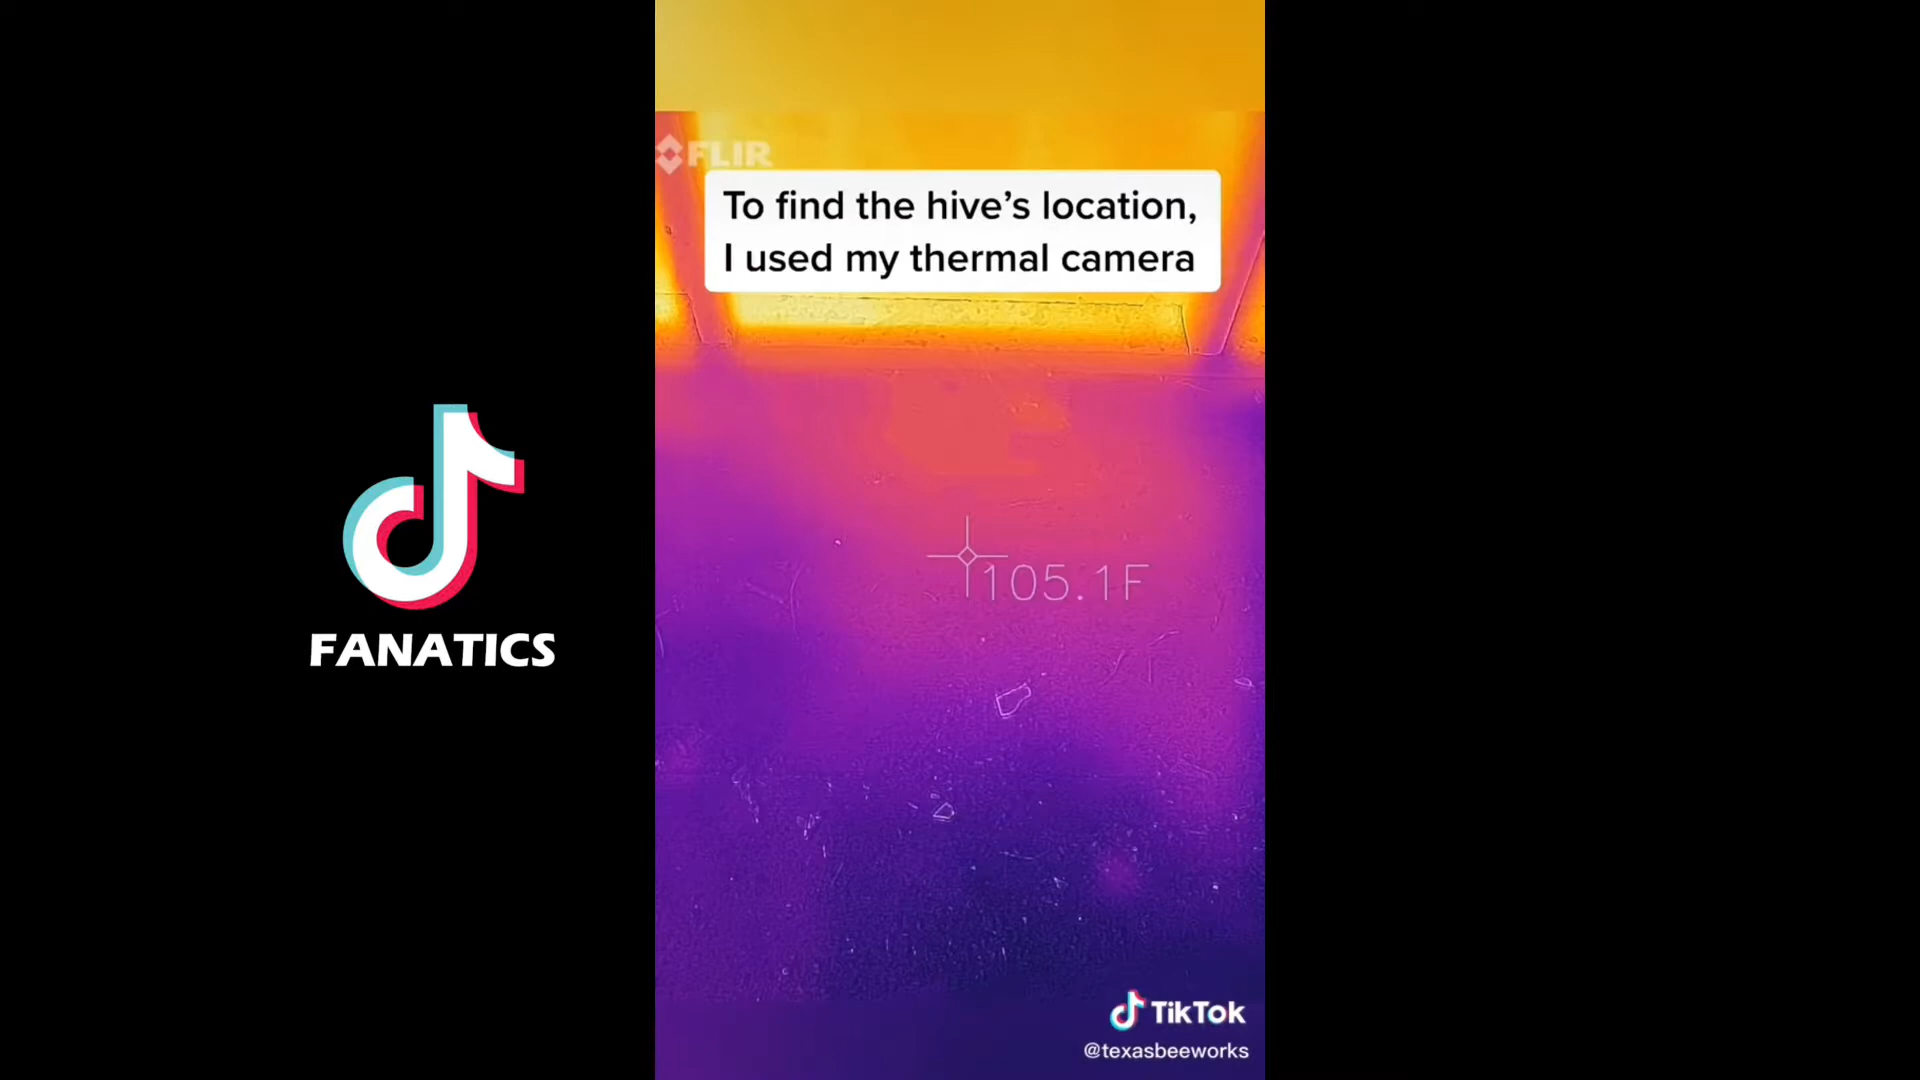 FLIR
To find the hive’s location,
I used my thermal camera
105.1F
FANATICS
TikTok
@texasbeeworks